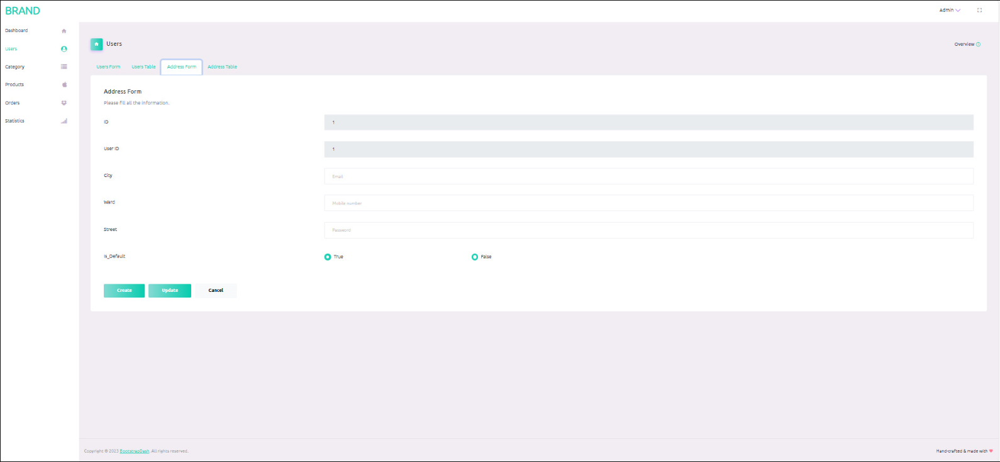 BRAND
Admin
Dashboard
Users
Category
Products
Orders
Statistics
Users
Overview
Users Form
Users Table
Address Form
Address Table
Address Form
Please fill all the information.
ID
1
User ID
1
City
Email
Ward
Mobile number
Street
Password
Is_Default
True
False
Create
Update
Cancel
Copyright © 2023 BootstrapDash. All rights reserved.
Hand-crafted & made with